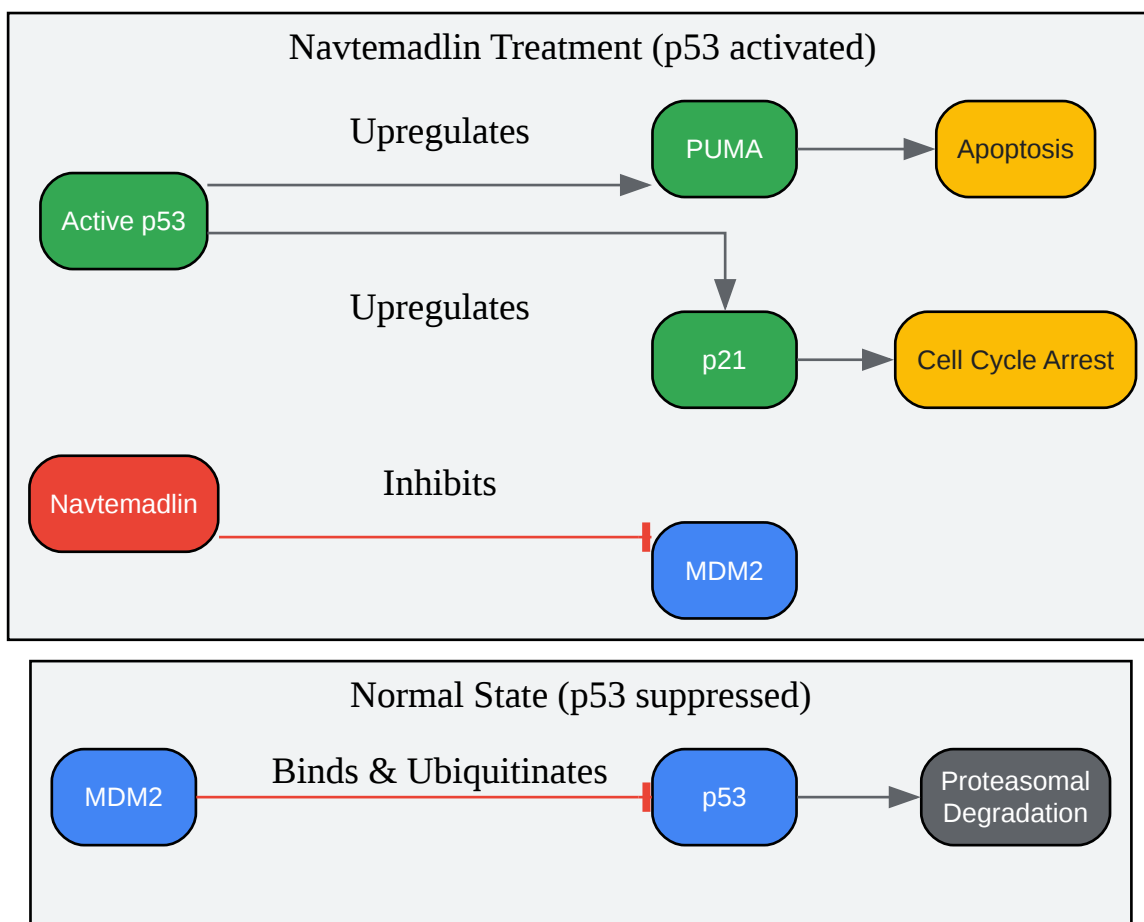 Navtemadlin Treatment (p53 activated)
Upregulates
PUMA
Apoptosis
Active p53
Upregulates
p21
Cell Cycle Arrest
Navtemadlin
Inhibits
MDM2
Normal State (p53 suppressed)
MDM2
Binds & Ubiquitinates
p53
Proteasomal
Degradation